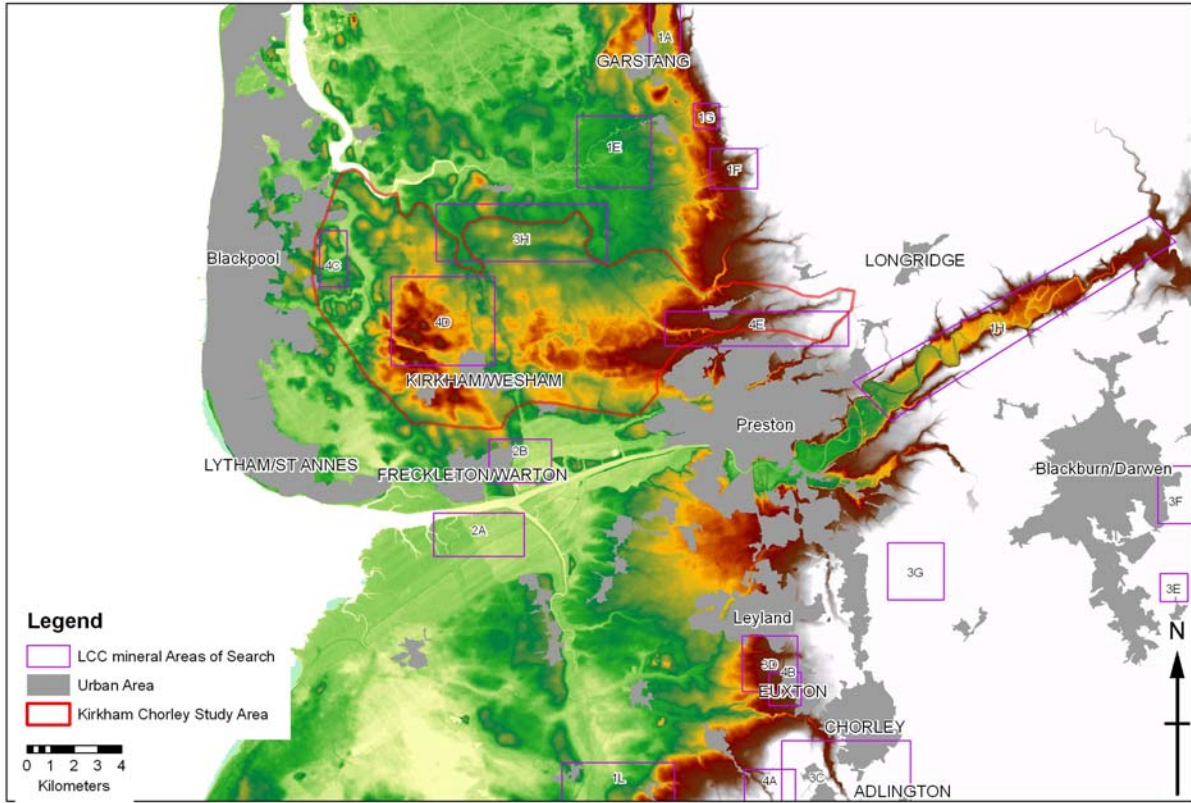 1A
GARSTANG
1G
1E
1F
3H
Blackpool
4C
LONGRIDGE
4D
4E
1H
KIRKHAM/WESHAM
Preston
2B
LYTHAM/ST ANNES
FRECKLETON/WARTON
Blackburn/Darwen
3F
2A
3G
3E
Legend
LCC mineral Areas of Search
Urban Area
Kirkham Chorley Study Area
0 1 2 3 4
Kilometers
Leyland
N
3D
4B
EUXTON
CHORLEY
1L
4A
3C
ADLINGTON